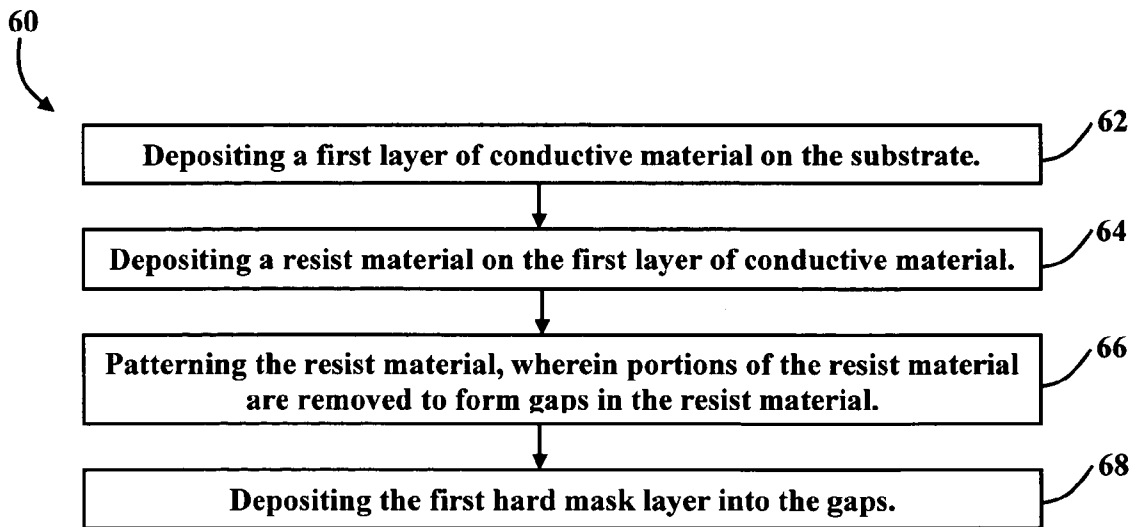 60
Depositing a first layer of conductive material on the substrate.
62
Depositing a resist material on the first layer of conductive material.
64
Patterning the resist material, wherein portions of the resist material
are removed to form gaps in the resist material.
66
Depositing the first hard mask layer into the gaps.
68